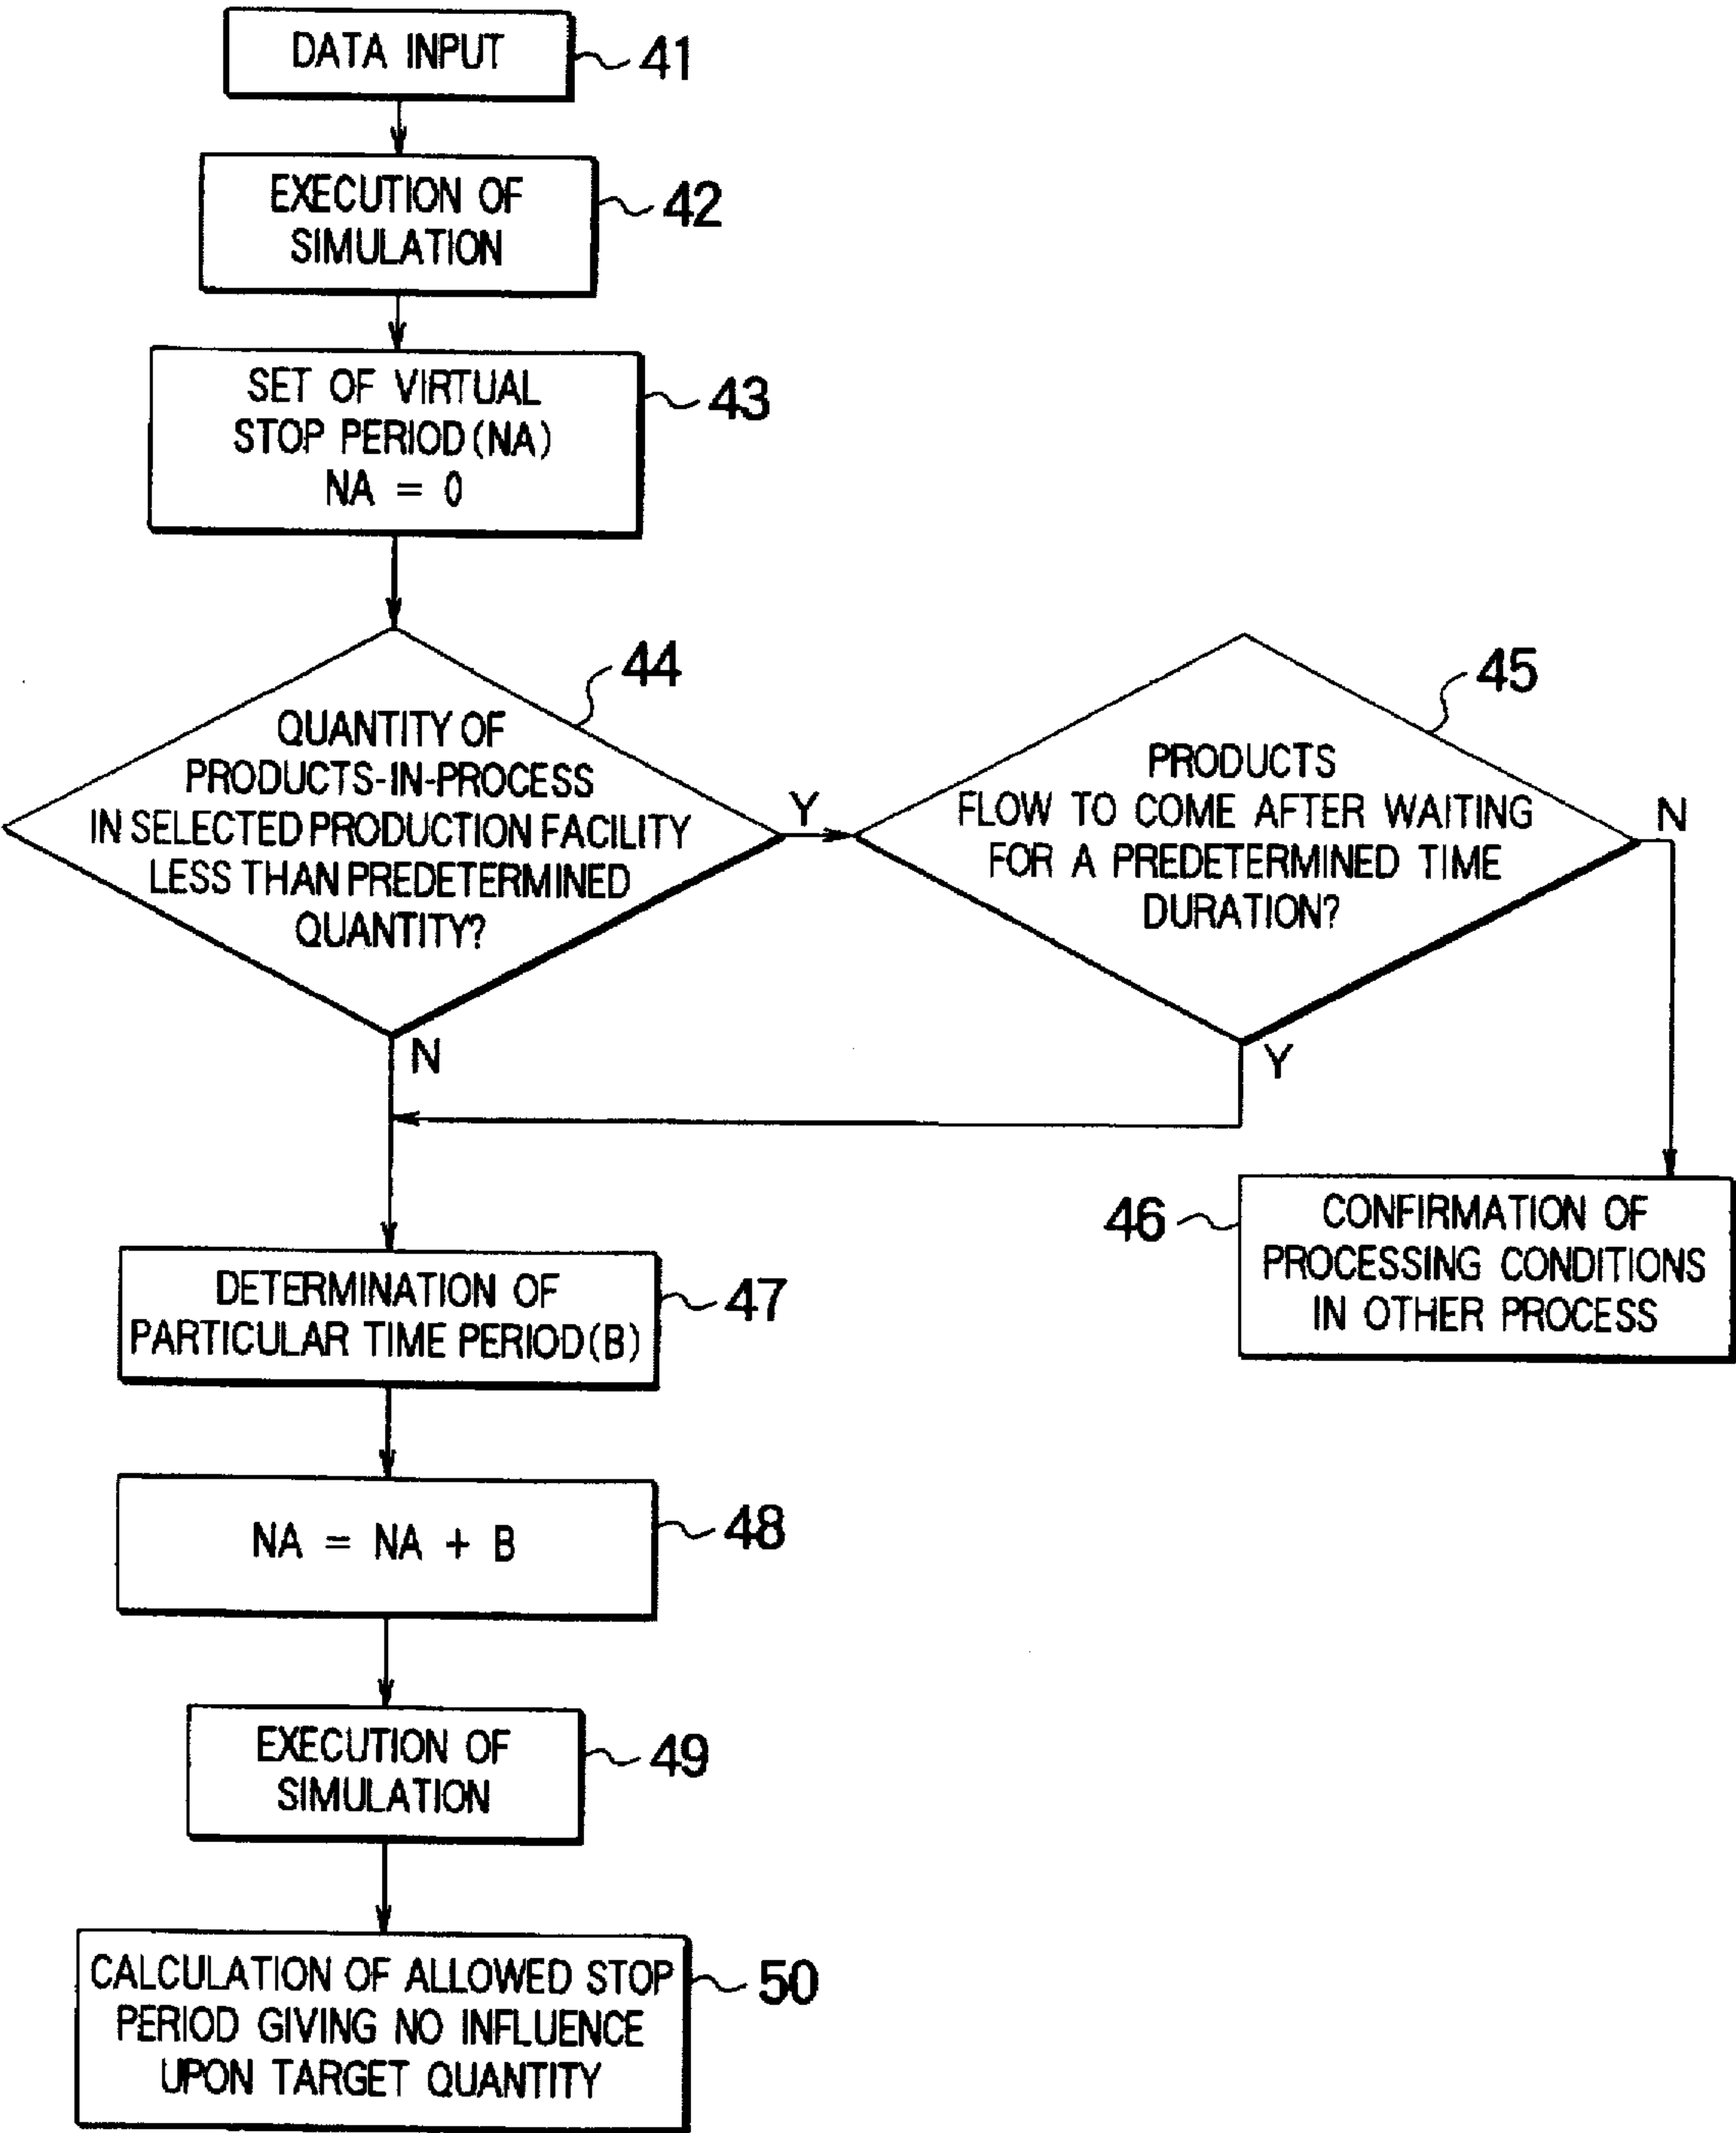 DATA INPUT
41
EXECUTION OF
SIMULATION
42
SET OF VIRTUAL
STOP PERIOD(NA)
NA = 0
43
44
QUANTITY OF
PRODUCTS-IN-PROCESS
IN SELECTED PRODUCTION FACILITY
LESS THAN PREDETERMINED
QUANTITY?
Y
N
45
PRODUCTS
FLOW TO COME AFTER WAITING
FOR A PREDETERMINED TIME
DURATION?
N
Y
46
CONFIRMATION OF
PROCESSING CONDITIONS
IN OTHER PROCESS
DETERMINATION OF
PARTICULAR TIME PERIOD(B)
47
NA = NA + B
48
EXECUTION OF
SIMULATION
49
CALCULATION OF ALLOWED STOP
PERIOD GIVING NO INFLUENCE
UPON TARGET QUANTITY
50